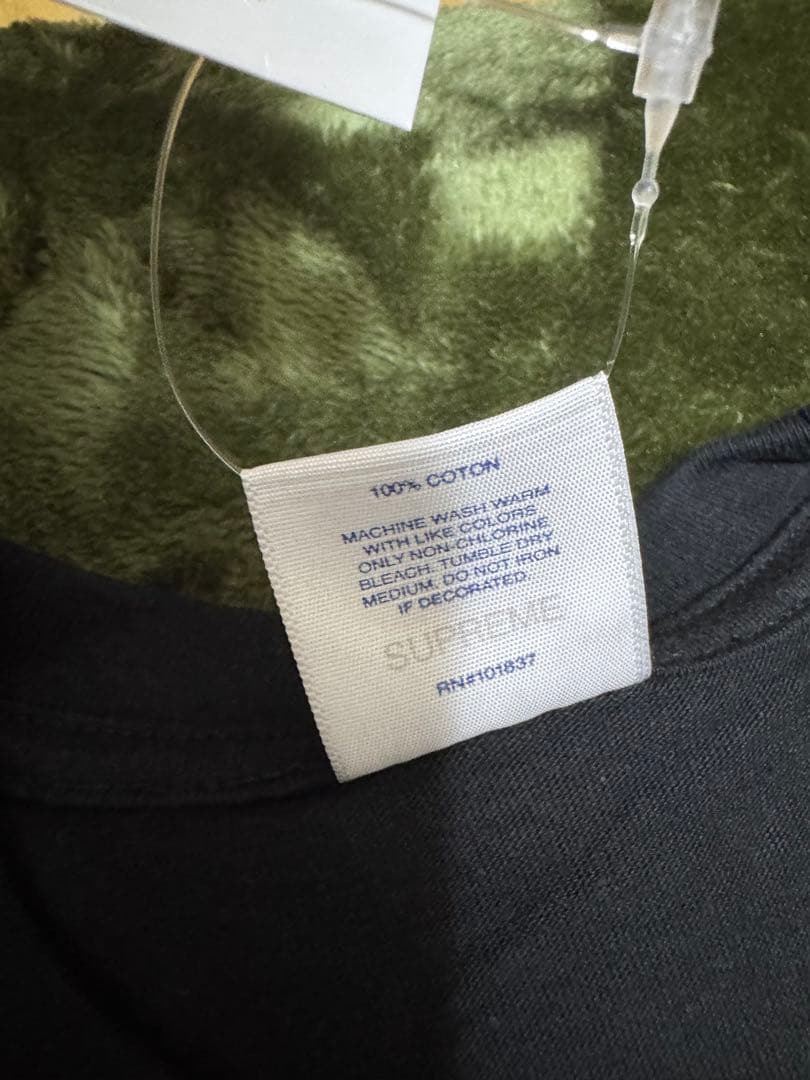 100% COTON
MACHINE WASH WARM
WITH LIKE COLORS
ONLY NON-CHLORINE
BLEACH. TUMBLE DRY
MEDIUM. DO NOT IRON
IF DECORATED.
SUPREME
RN#101837